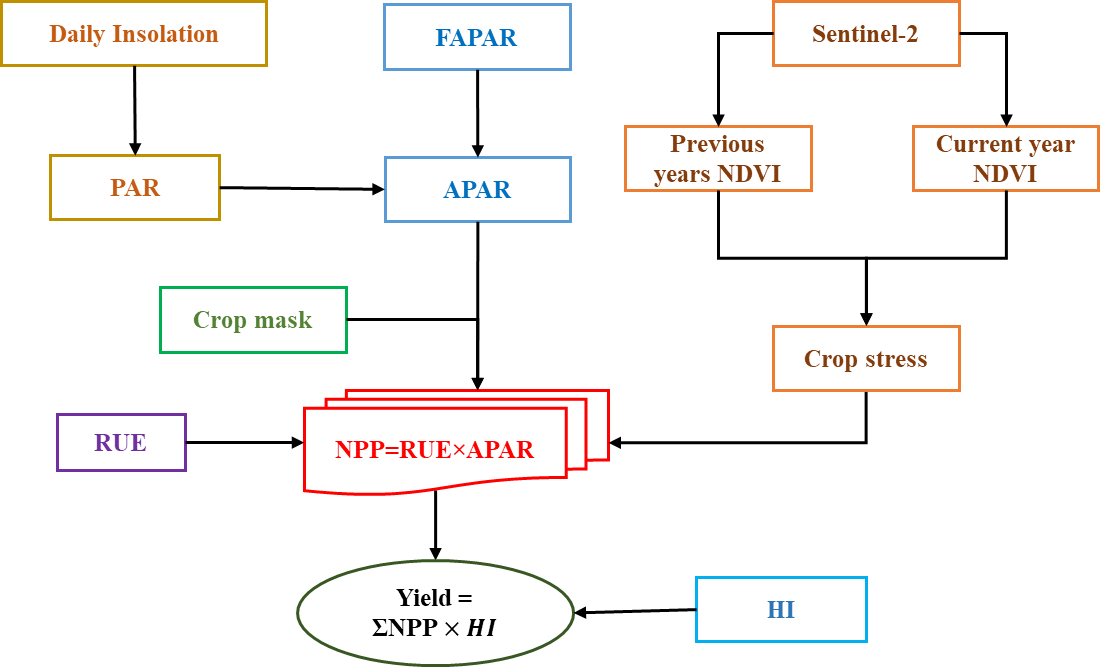 Daily Insolation
FAPAR
Sentinel-2
Previous
years NDVI
Current year
NDVI
PAR
APAR
Crop mask
Crop stress
RUE
NPP=RUE×APAR
Yield =
ΣNPP × HI
HI